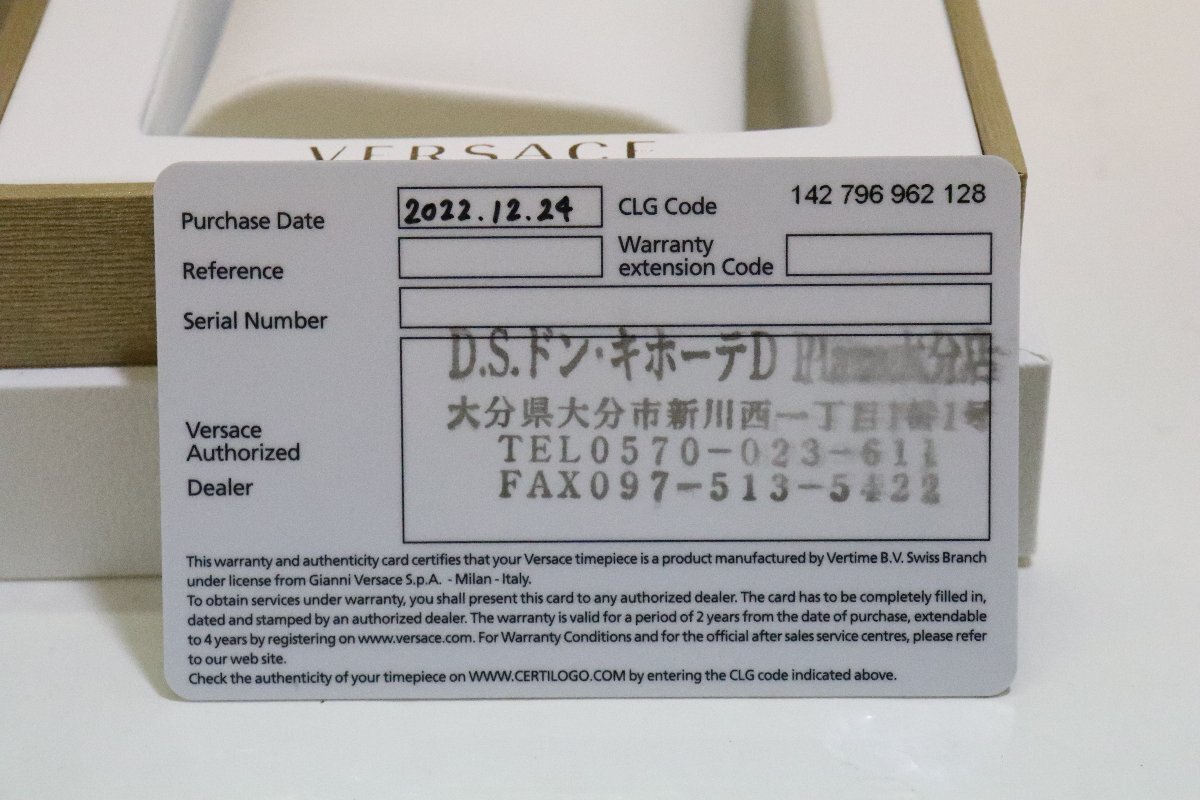 VERSACE
Purchase Date 2022.12.24 CLG Code 142 796 962 128
Reference Warranty extension Code
Serial Number
D.S.ドン・キホーテD Plaza大分店
大分県大分市新川西一丁目1番1号
TEL0570-023-611
FAX097-513-5422
Versace
Authorized
Dealer
This warranty and authenticity card certifies that your Versace timepiece is a product manufactured by Vertime B.V. Swiss Branch
under license from Gianni Versace S.p.A. - Milan - Italy.
To obtain services under warranty, you shall present this card to any authorized dealer. The card has to be completely filled in,
dated and stamped by an authorized dealer. The warranty is valid for a period of 2 years from the date of purchase, extendable
to 4 years by registering on www.versace.com. For Warranty Conditions and for the official after sales service centres, please refer
to our web site.
Check the authenticity of your timepiece on WWW.CERTILOGO.COM by entering the CLG code indicated above.